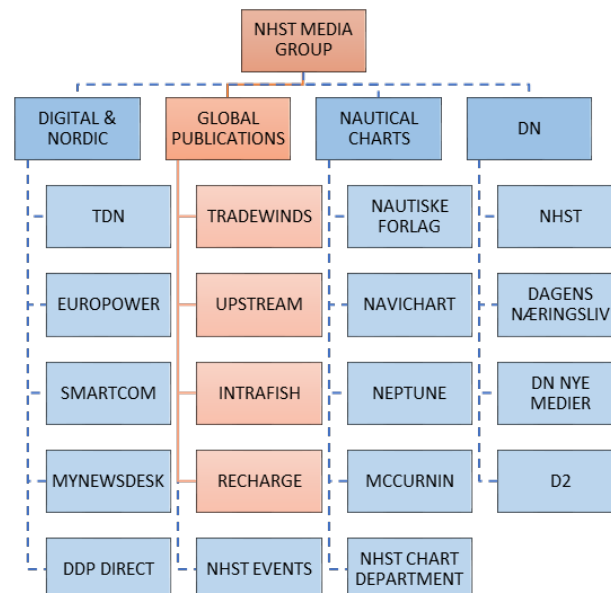 NHST MEDIA
GROUP
DIGITAL &
NORDIC
GLOBAL
PUBLICATIONS
NAUTICAL
CHARTS
DN
TDN
TRADEWINDS
NAUTISKE
FORLAG
NHST
EUROPOWER
UPSTREAM
NAVICHART
DAGENS
NÆRINGSLIV
SMARTCOM
INTRAFISH
NEPTUNE
DN NYE
MEDIER
MYNEWSDESK
RECHARGE
MCCURNIN
D2
DDP DIRECT
NHST EVENTS
NHST CHART
DEPARTMENT